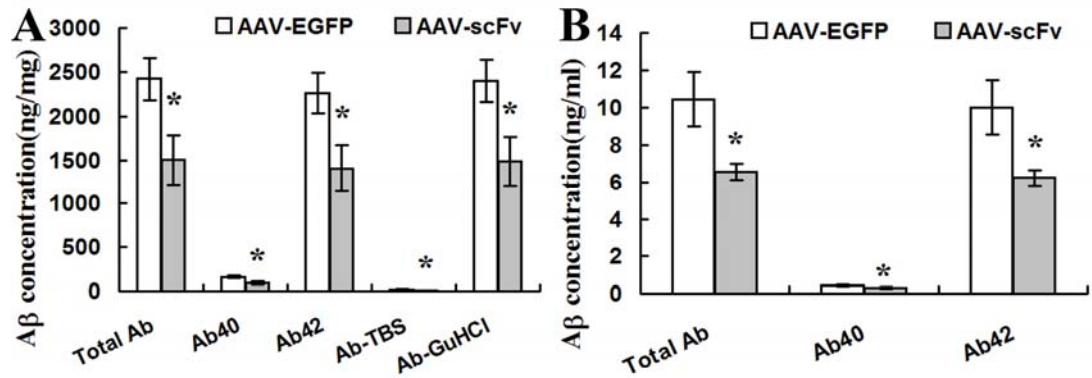 A
AAV-EGFP
AAV-scFv
Aβ concentration(ng/mg)
3000
2500
2000
1500
1000
500
0
*
*
*
*
*
Total Ab
Ab40
Ab42
Ab-TBS
Ab-GuHCl
B
AAV-EGFP
AAV-scFv
Aβ concentration(ng/ml)
14
12
10
8
6
4
2
0
*
*
*
Total Ab
Ab40
Ab42